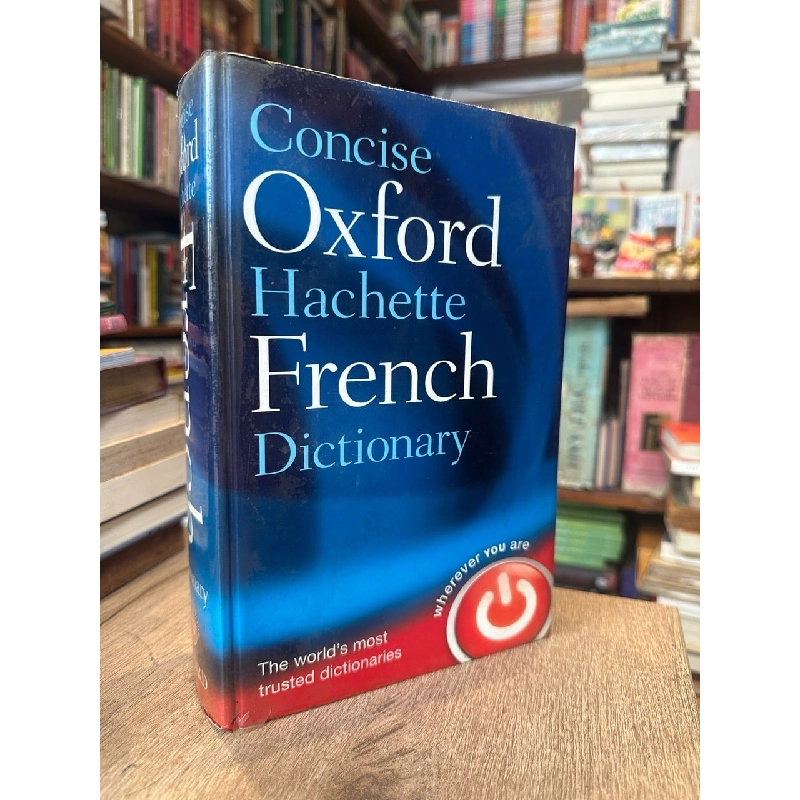 Concise
Oxford
Hachette
French
Dictionary
wherever YOU are
The world's most
trusted dictionaries